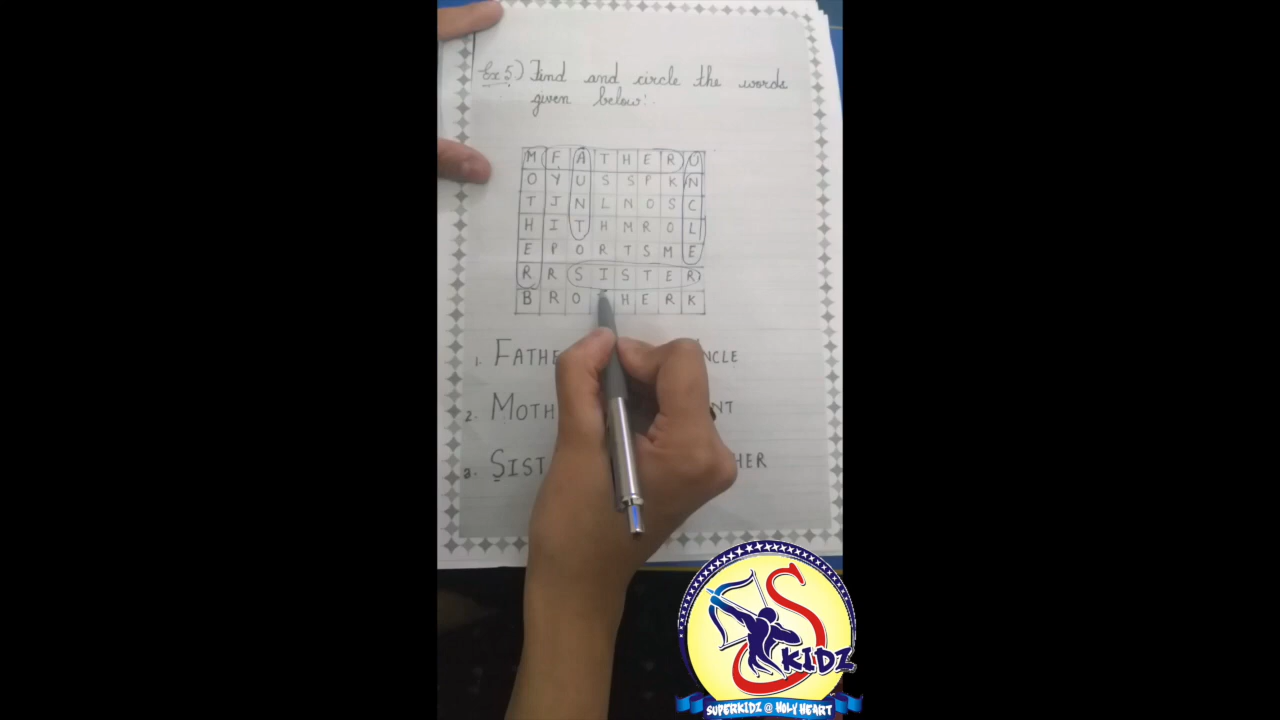 Ex 5) Find and circle the words
given below:
M F A T H E R U
O Y U S S P K N
T J N L N O S C
H I T H M R O L
E P O R T S M E
R R S I S T E R
B R O H E R K
1. FATHE NCLE
2. MOTH NT
3. SIST HER
S KIDZ
SUPERKIDZ @ HOLY HEART